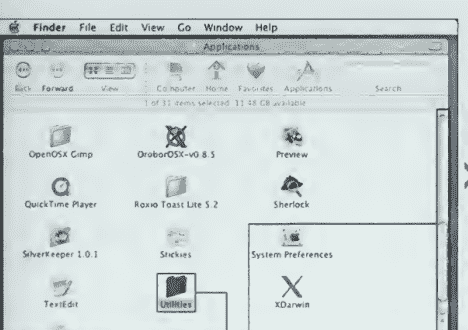 Finder File Edit View Go Window Help
Applications
Back Forward View Computer Home Favorites Applications Search
1 of 31 items selected, 11.48 GB available
OpenOSX Gimp OroborOSX-v0.8.5 Preview
QuickTime Player Roxio Toast Lite 5.2 Sherlock
SilverKeeper 1.0.1 Stickies System Preferences
TextEdit Utilities XDarwin